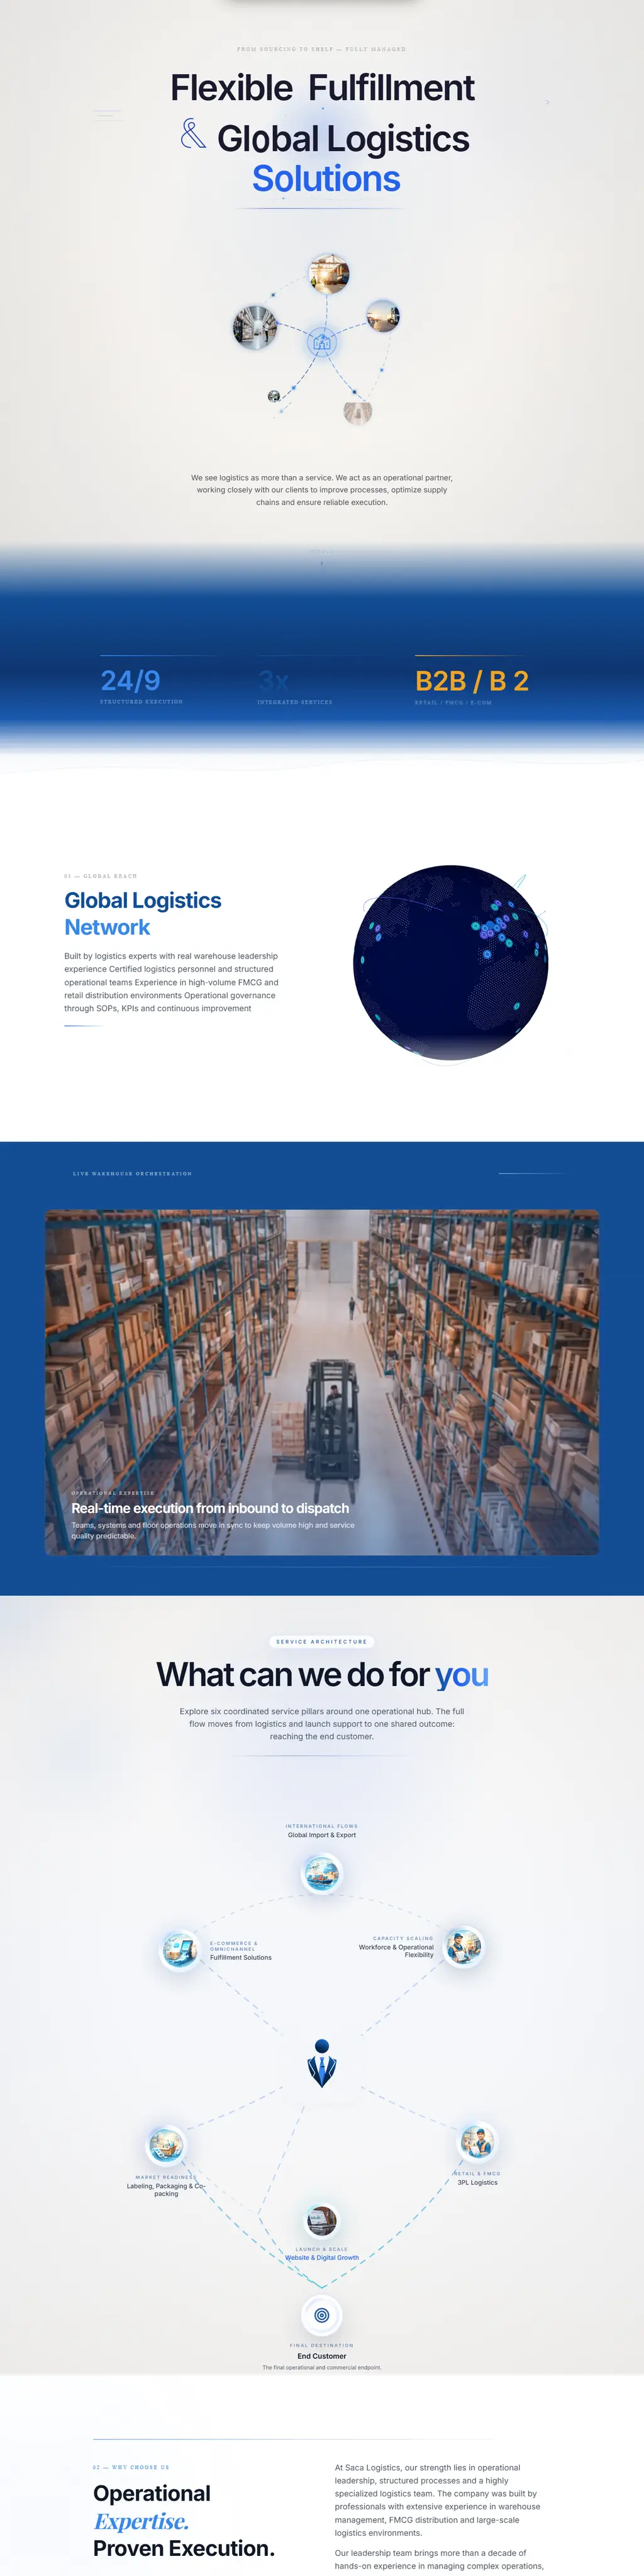 FROM SOURCING TO SHELF — FULLY MANAGED
Flexible Fulfillment
& Global Logistics
Solutions
We see logistics as more than a service. We act as an operational partner,
working closely with our clients to improve processes, optimize supply
chains and ensure reliable execution.
24/9
STRUCTURED EXECUTION
3x
INTEGRATED SERVICES
B2B / B 2
RETAIL / FMCG / E-COM
03 — GLOBAL REACH
Global Logistics
Network
Built by logistics experts with real warehouse leadership
experience Certified logistics personnel and structured
operational teams Experience in high-volume FMCG and
retail distribution environments Operational governance
through SOPs, KPIs and continuous improvement
LIVE WAREHOUSE ORCHESTRATION
OPERATIONAL EXPERTISE
Real-time execution from inbound to dispatch
Teams, systems and floor operations move in sync to keep volume high and service
quality predictable.
SERVICE ARCHITECTURE
What can we do for you
Explore six coordinated service pillars around one operational hub. The full
flow moves from logistics and launch support to one shared outcome:
reaching the end customer.
INTERNATIONAL FLOWS
Global Import & Export
E-COMMERCE &
OMNICHANNEL
Fulfillment Solutions
CAPACITY SCALING
Workforce & Operational
Flexibility
MARKET READINESS
Labeling, Packaging & Co-
packing
RETAIL & FMCG
3PL Logistics
LAUNCH & SCALE
Website & Digital Growth
FINAL DESTINATION
End Customer
The final operational and commercial endpoint.
02 — WHY CHOOSE US
Operational
Expertise.
Proven Execution.
At Saca Logistics, our strength lies in operational
leadership, structured processes and a highly
specialized logistics team. The company was built by
professionals with extensive experience in warehouse
management, FMCG distribution and large-scale
logistics environments.
Our leadership team brings more than a decade of
hands-on experience in managing complex operations,